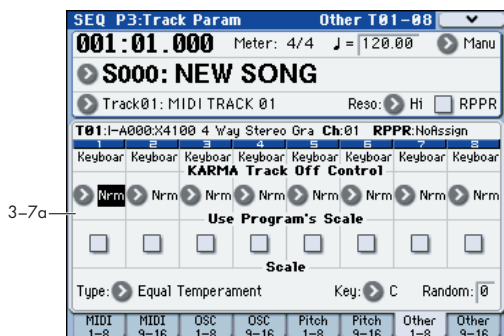 SEQ P3:Track Param Other T01-08
001:01.000 Meter: 4/4 ♩= 120.00 Manu
S000: NEW SONG
Track01: MIDI TRACK 01 Reso: Hi RPPR
T01:I-A000:X4100 4 Way Stereo Gra Ch:01 RPPR:NoAssign
1 2 3 4 5 6 7 8
Keyboar Keyboar Keyboar Keyboar Keyboar Keyboar Keyboar Keyboar
KARMA Track Off Control
3-7a Nrm Nrm Nrm Nrm Nrm Nrm Nrm Nrm
Use Program's Scale
Scale
Type: Equal Temperament Key: C Random: 0
MIDI MIDI OSC OSC Pitch Pitch Other Other
1-8 9-16 1-8 9-16 1-8 9-16 1-8 9-16